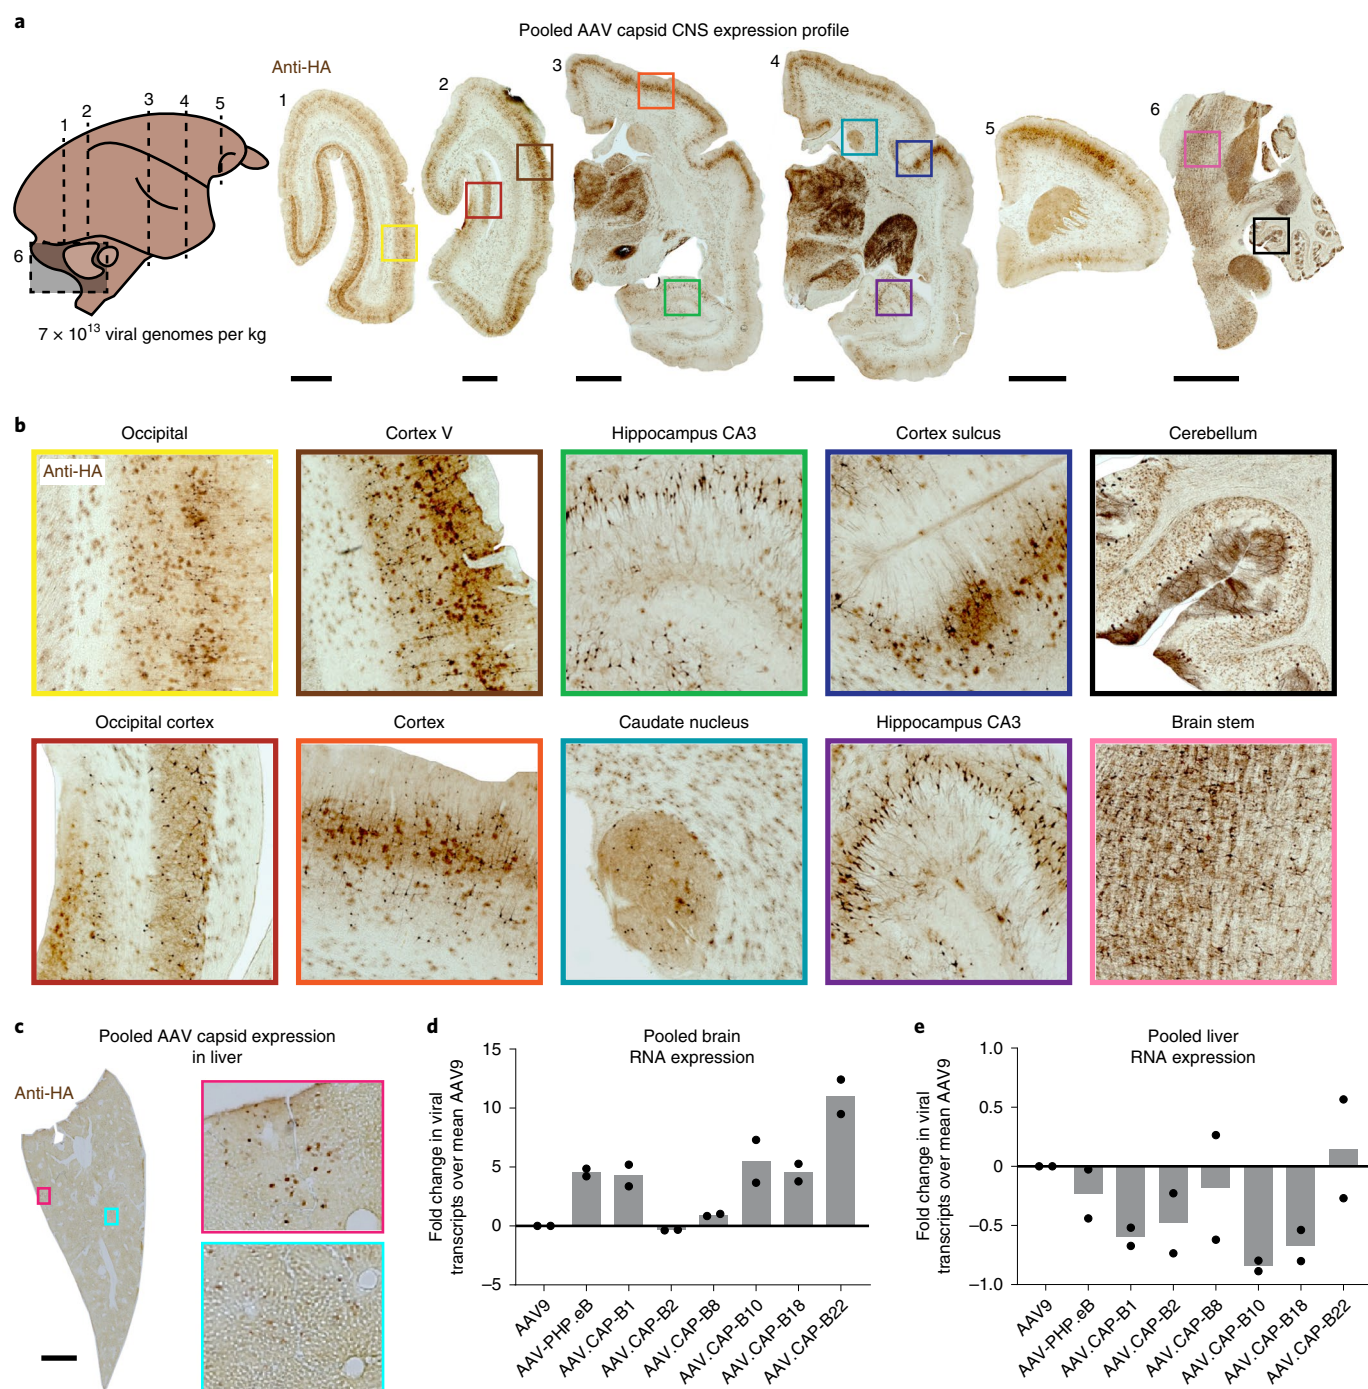 a
Pooled AAV capsid CNS expression profile
Anti-HA
1
2
3
4
5
6
1
2
3
4
5
6
7 × 10¹³ viral genomes per kg
b
Occipital
Cortex V
Hippocampus CA3
Cortex sulcus
Cerebellum
Anti-HA
Occipital cortex
Cortex
Caudate nucleus
Hippocampus CA3
Brain stem
c
Pooled AAV capsid expression
in liver
Anti-HA
d
Pooled brain
RNA expression
Fold change in viral
transcripts over mean AAV9
15
10
5
0
–5
AAV9
AAV-PHP.eB
AAV.CAP-B1
AAV.CAP-B2
AAV.CAP-B8
AAV.CAP-B10
AAV.CAP-B18
AAV.CAP-B22
e
Pooled liver
RNA expression
Fold change in viral
transcripts over mean AAV9
1.0
0.5
0
–0.5
–1.0
AAV9
AAV-PHP.eB
AAV.CAP-B1
AAV.CAP-B2
AAV.CAP-B8
AAV.CAP-B10
AAV.CAP-B18
AAV.CAP-B22